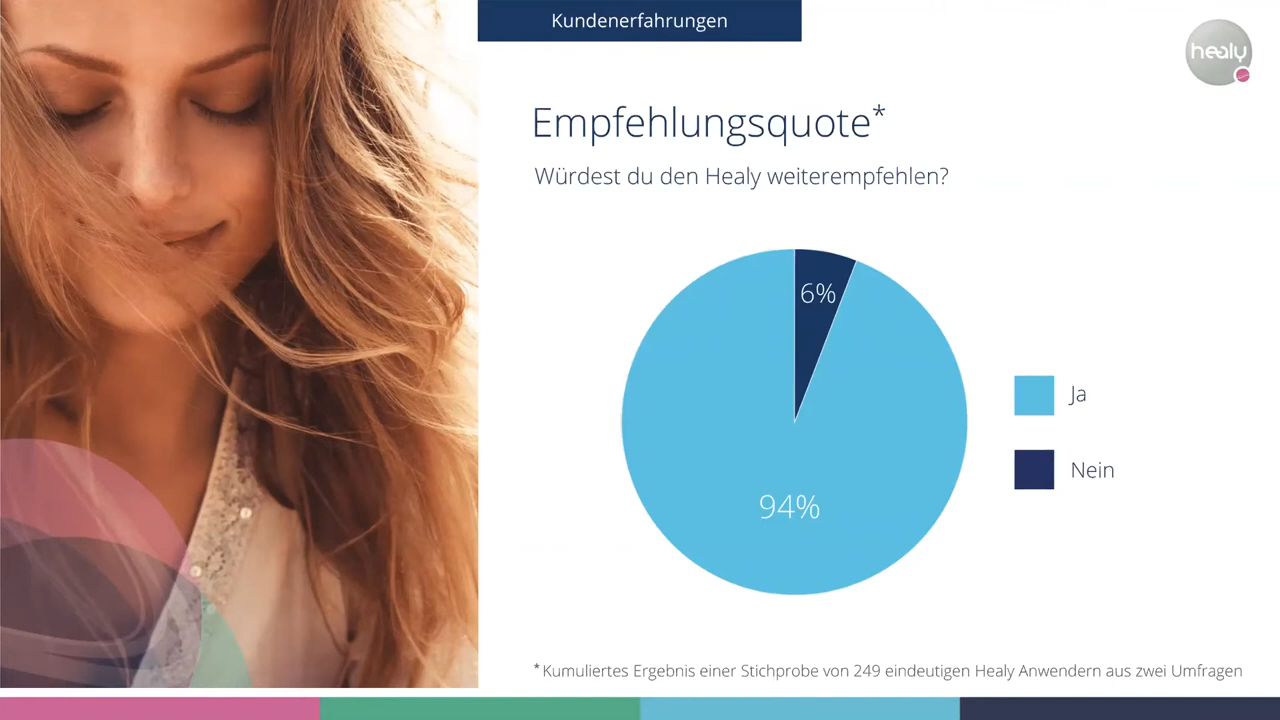 Kundenerfahrungen
healy
Empfehlungsquote*
Würdest du den Healy weiterempfehlen?
6%
Ja
Nein
94%
*Kumuliertes Ergebnis einer Stichprobe von 249 eindeutigen Healy Anwendern aus zwei Umfragen